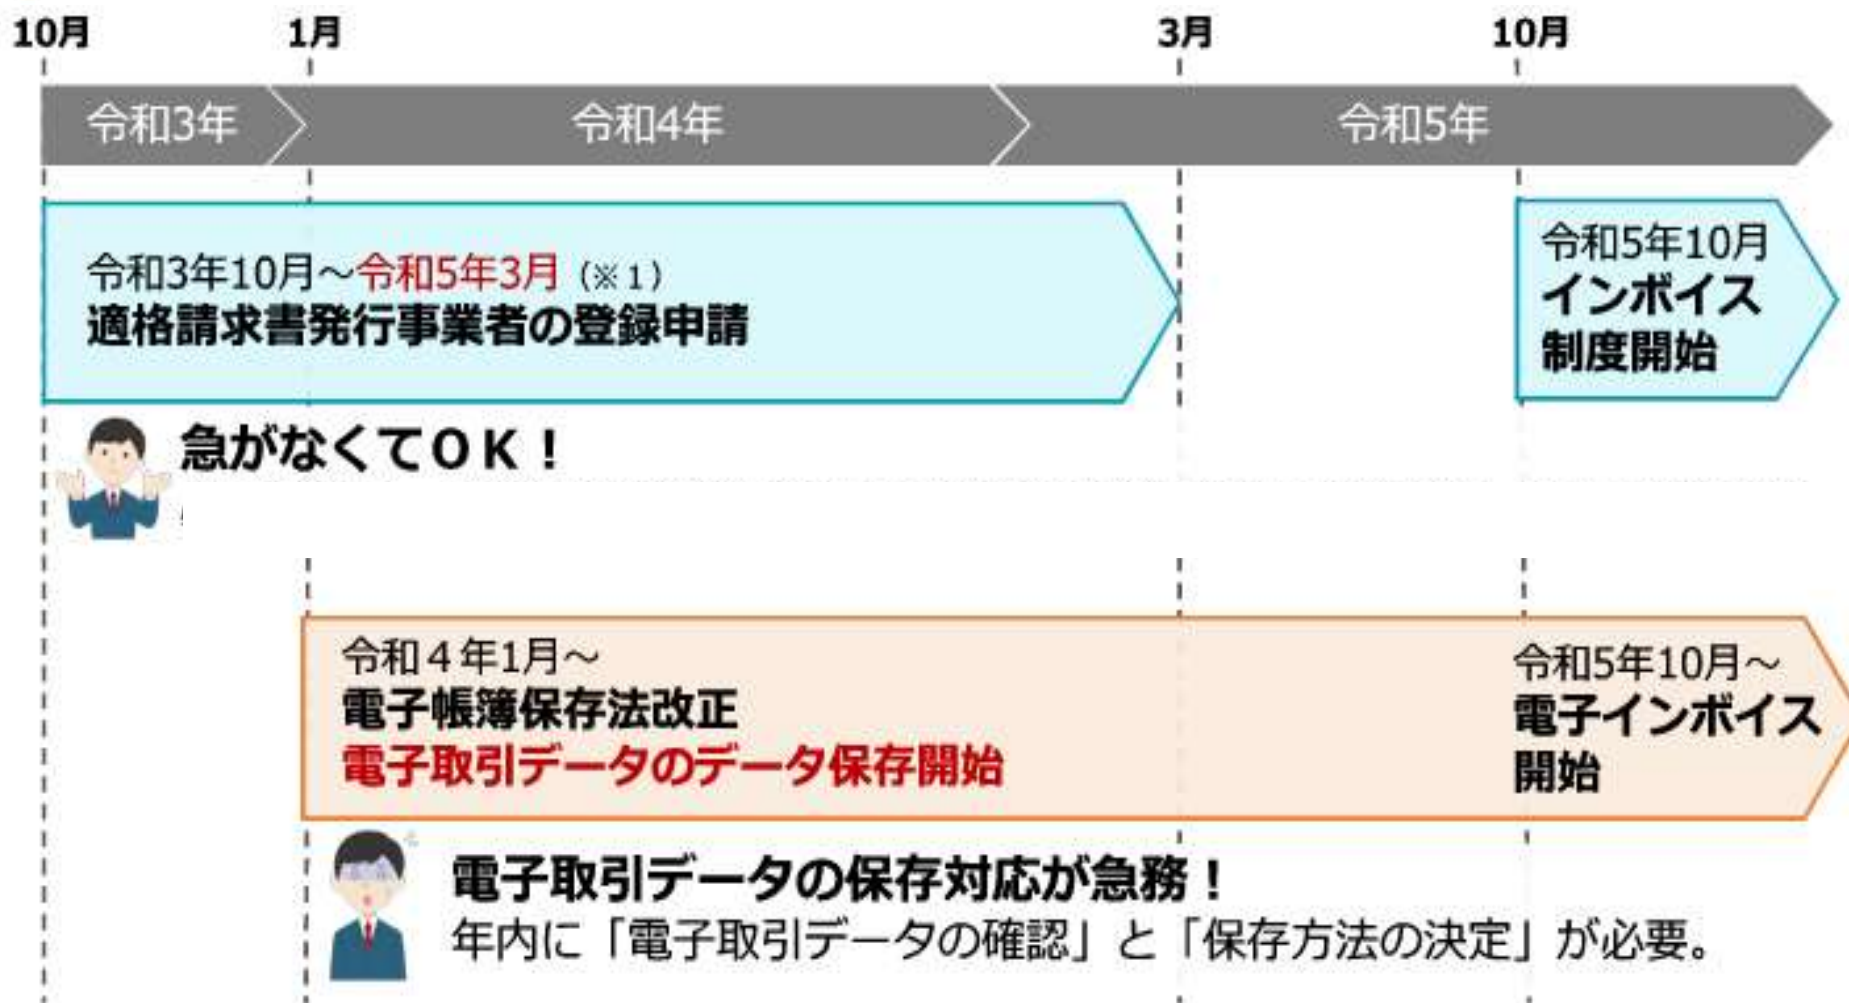 10月 1月 3月 10月
令和3年 令和4年 令和5年
令和3年10月～令和5年3月（※1）
適格請求書発行事業者の登録申請
令和5年10月
インボイス
制度開始
急がなくてＯＫ！
令和４年1月～
電子帳簿保存法改正
電子取引データのデータ保存開始
令和5年10月～
電子インボイス
開始
電子取引データの保存対応が急務！
年内に「電子取引データの確認」と「保存方法の決定」が必要。